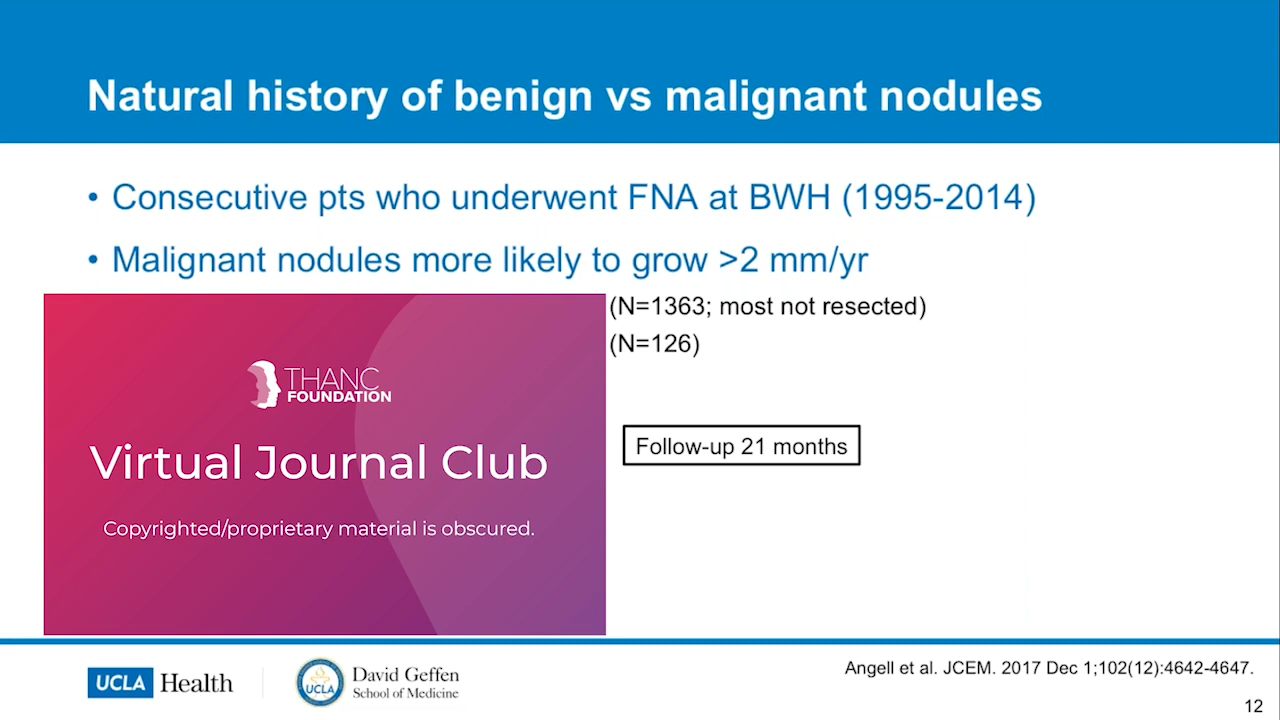 Natural history of benign vs malignant nodules
• Consecutive pts who underwent FNA at BWH (1995-2014)
• Malignant nodules more likely to grow >2 mm/yr
(N=1363; most not resected)
(N=126)
THANC
FOUNDATION
Virtual Journal Club
Copyrighted/proprietary material is obscured.
Follow-up 21 months
UCLA Health
UCLA
David Geffen
School of Medicine
Angell et al. JCEM. 2017 Dec 1;102(12):4642-4647.
12